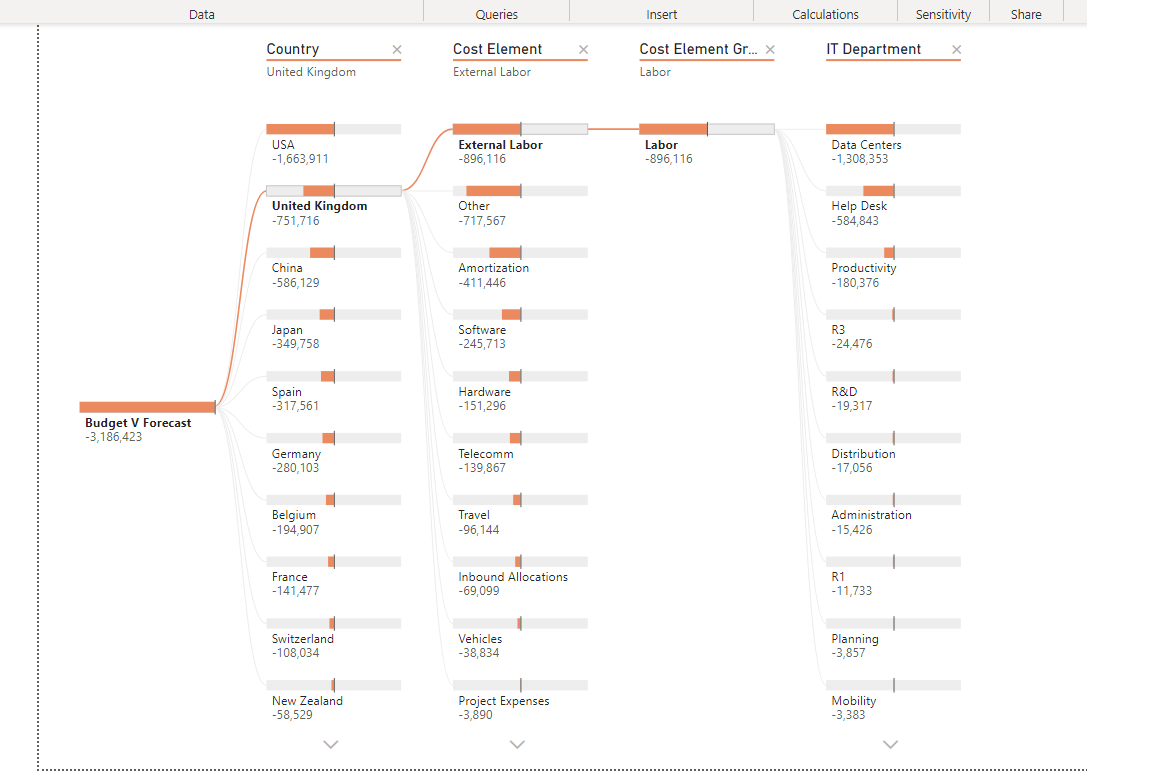 Data
Queries
Insert
Calculations
Sensitivity
Share
Country
United Kingdom
Cost Element
External Labor
Cost Element Gr...
Labor
IT Department
Budget V Forecast
-3,186,423
USA
-1,663,911
United Kingdom
-751,716
China
-586,129
Japan
-349,758
Spain
-317,561
Germany
-280,103
Belgium
-194,907
France
-141,477
Switzerland
-108,034
New Zealand
-58,529
External Labor
-896,116
Other
-717,567
Amortization
-411,446
Software
-245,713
Hardware
-151,296
Telecomm
-139,867
Travel
-96,144
Inbound Allocations
-69,099
Vehicles
-38,834
Project Expenses
-3,890
Labor
-896,116
Data Centers
-1,308,353
Help Desk
-584,843
Productivity
-180,376
R3
-24,476
R&D
-19,317
Distribution
-17,056
Administration
-15,426
R1
-11,733
Planning
-3,857
Mobility
-3,383